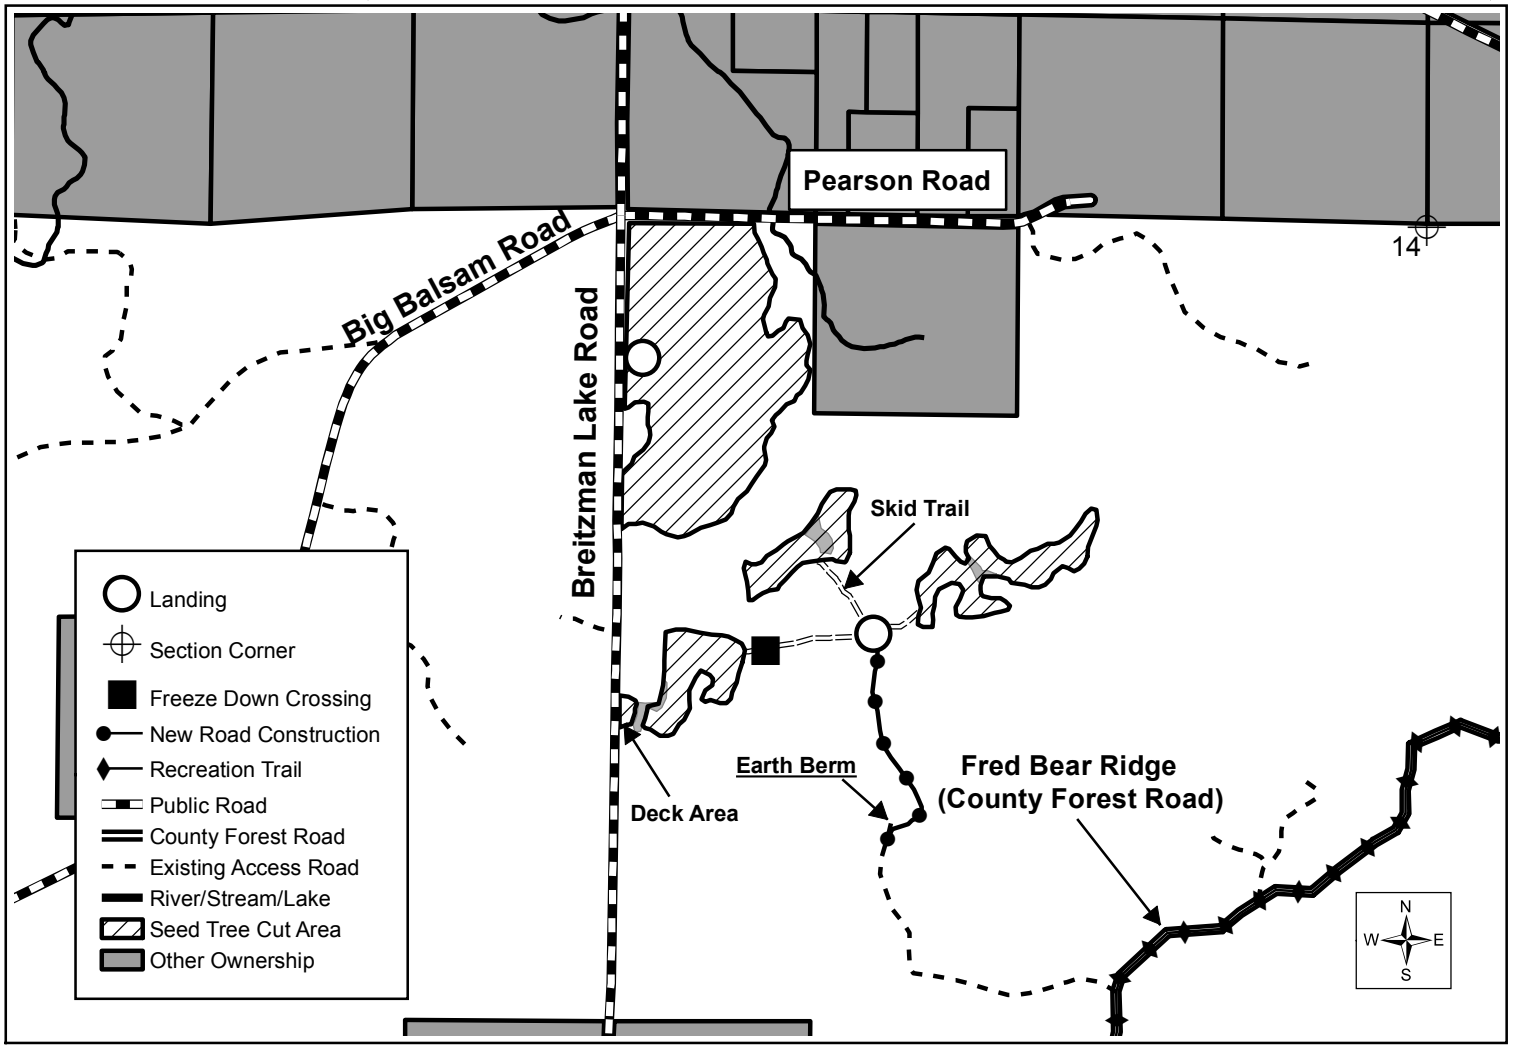 Pearson Road
14
Big Balsam Road
Breitzman Lake Road
Skid Trail
Earth Berm
Fred Bear Ridge
(County Forest Road)
Deck Area
Landing
Section Corner
Freeze Down Crossing
New Road Construction
Recreation Trail
Public Road
County Forest Road
Existing Access Road
River/Stream/Lake
Seed Tree Cut Area
Other Ownership
N
W E
S